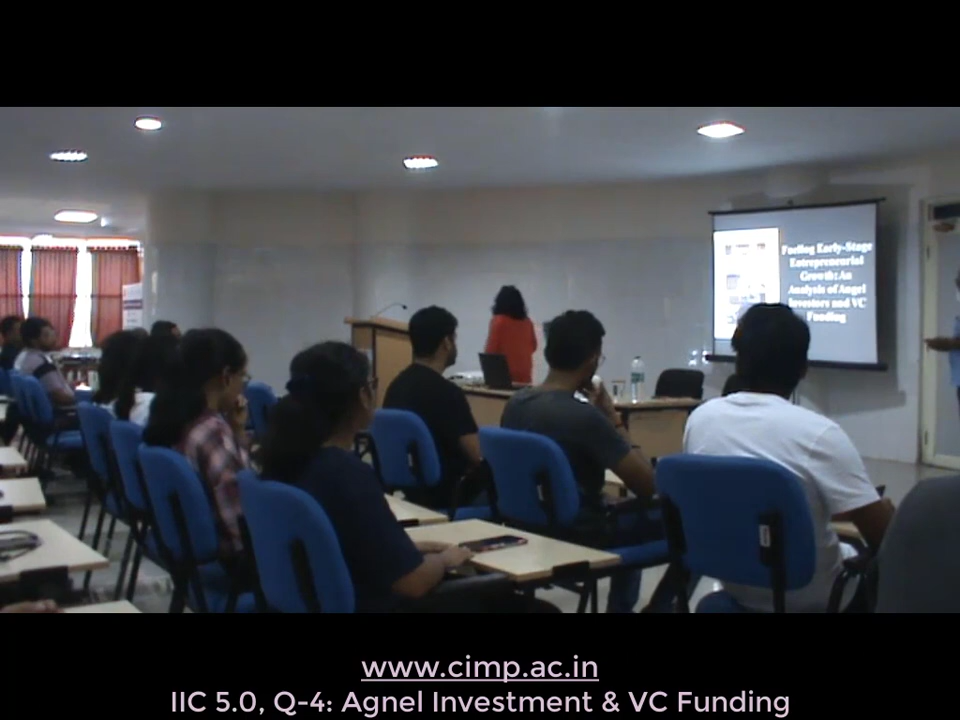 Fueling Early-Stage
Entrepreneurial
Growth: An
Analysis of Angel
Investors and VC
Funding
www.cimp.ac.in
IIC 5.0, Q-4: Agnel Investment & VC Funding